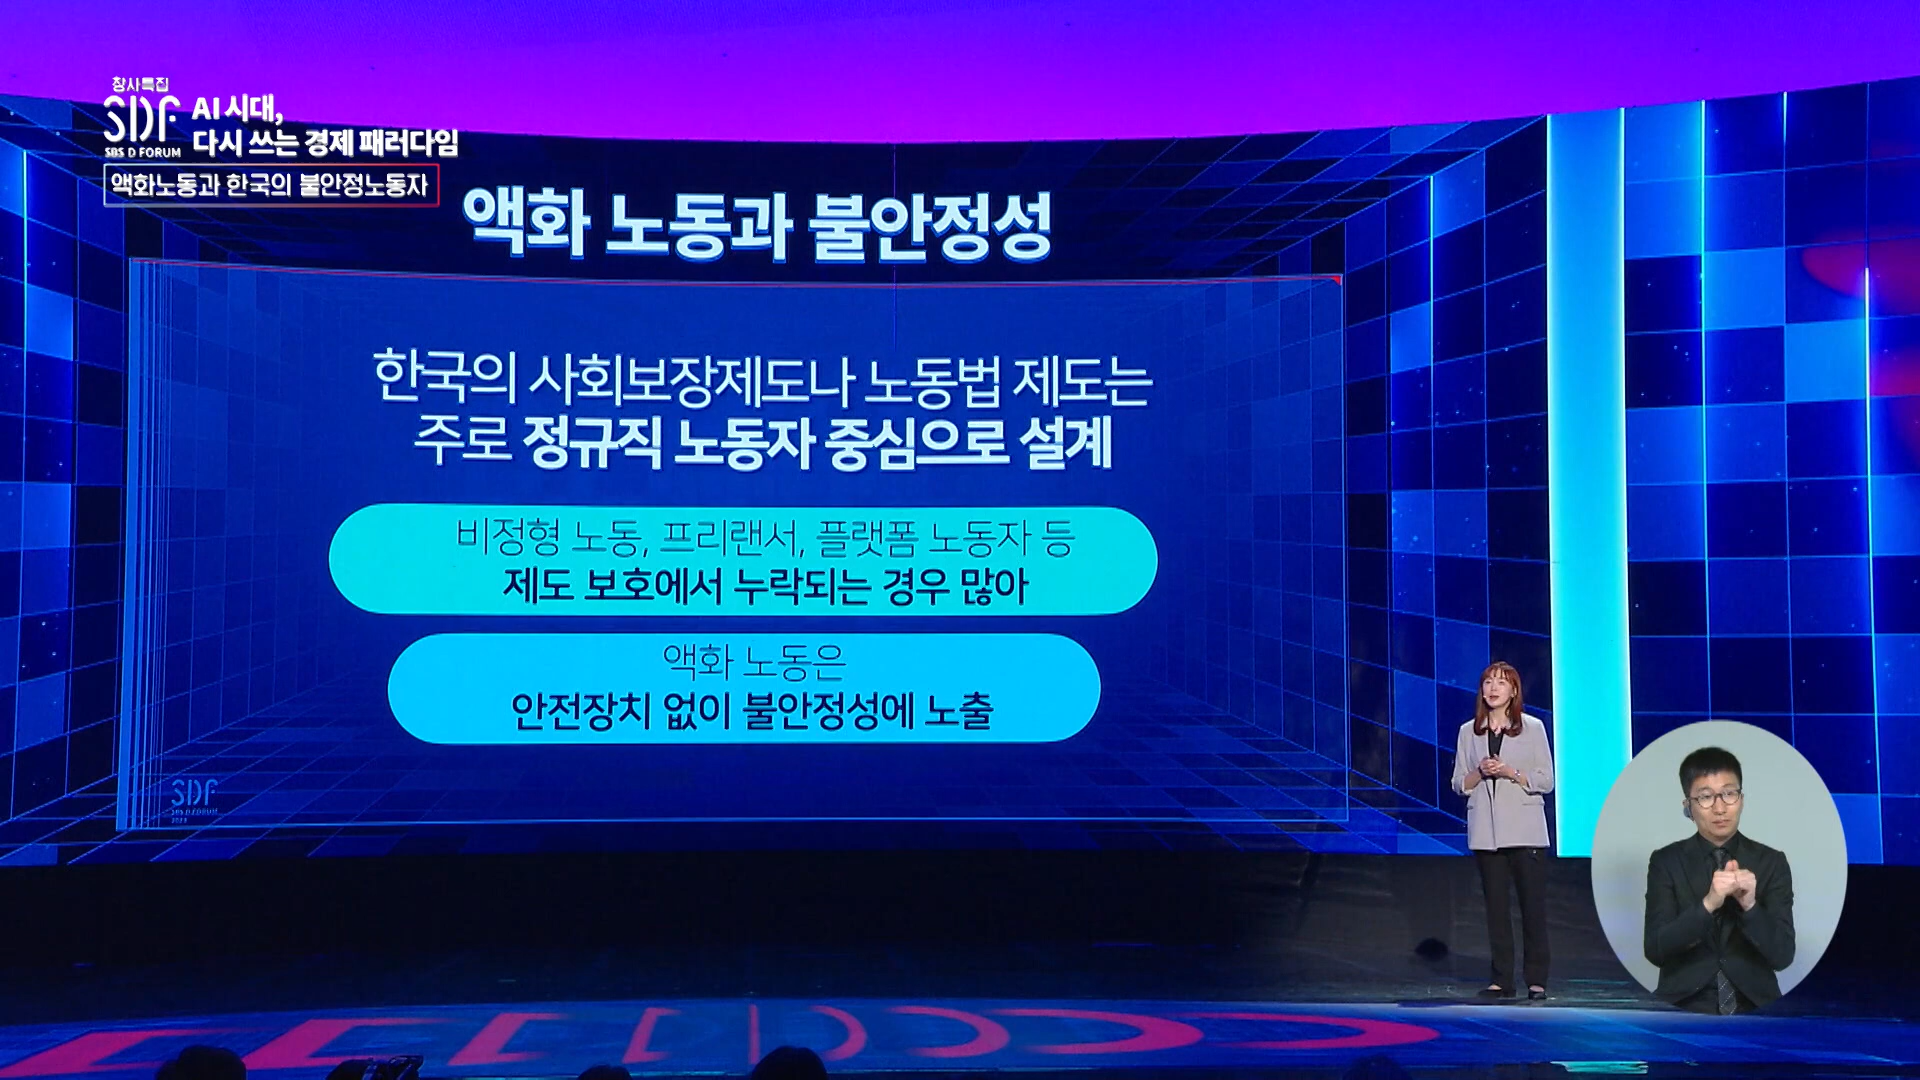 창사특집
SDF
SBS D FORUM
AI 시대,
다시 쓰는 경제 패러다임
액화노동과 한국의 불안정노동자
액화 노동과 불안정성
한국의 사회보장제도나 노동법 제도는
주로 정규직 노동자 중심으로 설계
비정형 노동, 프리랜서, 플랫폼 노동자 등
제도 보호에서 누락되는 경우 많아
액화 노동은
안전장치 없이 불안정성에 노출
SDF
SBS D FORUM
2023